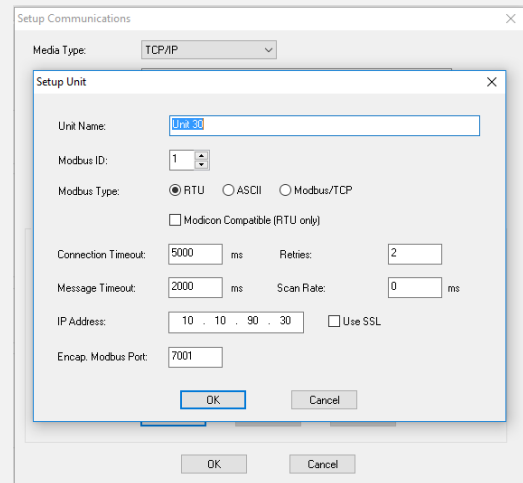 Setup Communications
Media Type: TCP/IP
Setup Unit
Unit Name: Unit 30
Modbus ID: 1
Modbus Type: RTU ASCII Modbus/TCP
Modicon Compatible (RTU only)
Connection Timeout: 5000 ms Retries: 2
Message Timeout: 2000 ms Scan Rate: 0 ms
IP Address: 10 . 10 . 90 . 30 Use SSL
Encap. Modbus Port: 7001
OK Cancel
OK Cancel